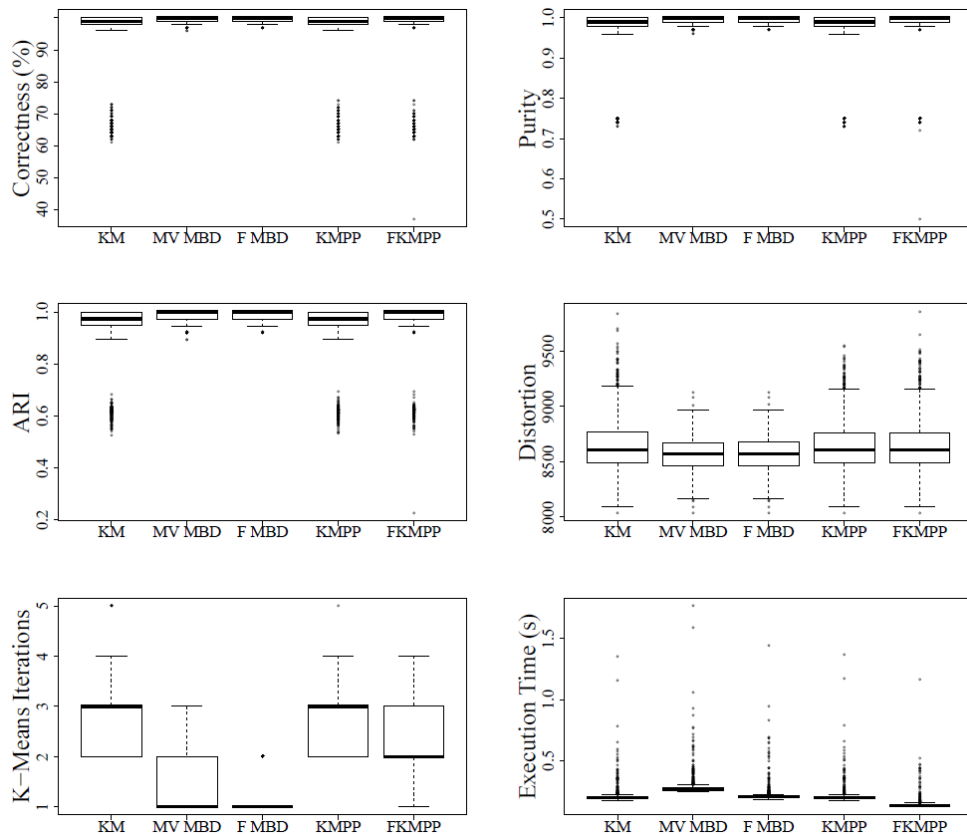 Correctness (%)
40 50 60 70 80 90
KM MV MBD F MBD KMPP FKMPP
Purity
0.5 0.6 0.7 0.8 0.9 1.0
KM MV MBD F MBD KMPP FKMPP
ARI
0.2 0.4 0.6 0.8 1.0
KM MV MBD F MBD KMPP FKMPP
Distortion
8000 8500 9000 9500
KM MV MBD F MBD KMPP FKMPP
K−Means Iterations
1 2 3 4 5
KM MV MBD F MBD KMPP FKMPP
Execution Time (s)
0.5 1.0 1.5
KM MV MBD F MBD KMPP FKMPP